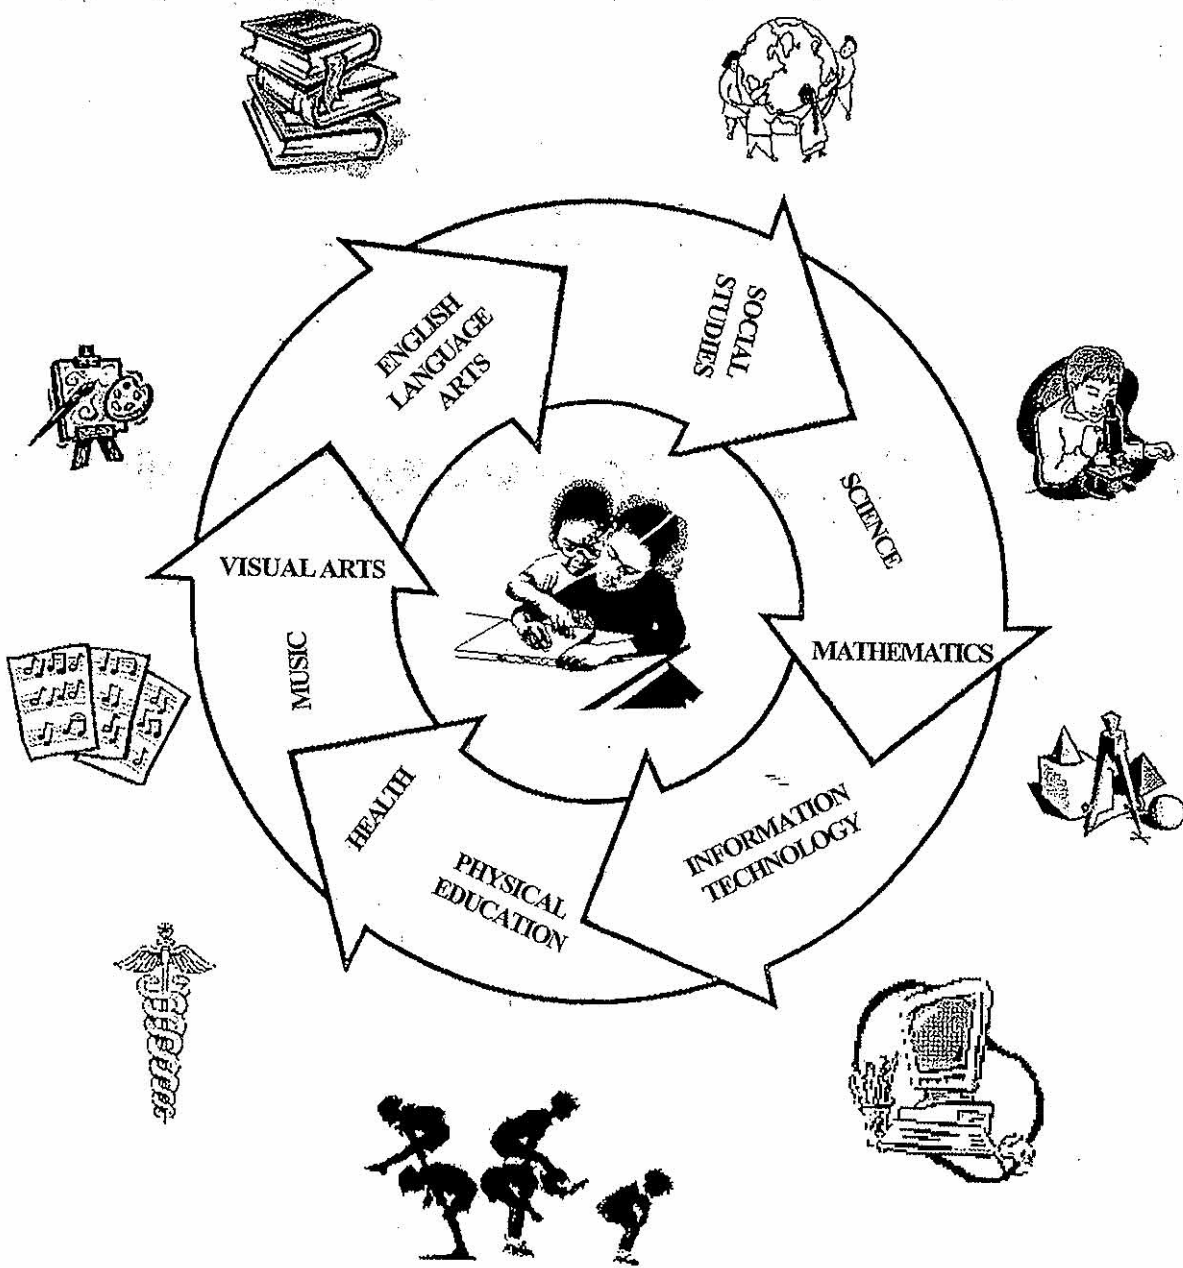 ENGLISH
LANGUAGE
ARTS
SOCIAL
STUDIES
SCIENCE
MATHEMATICS
INFORMATION
TECHNOLOGY
PHYSICAL
EDUCATION
HEALTH
MUSIC
VISUAL ARTS